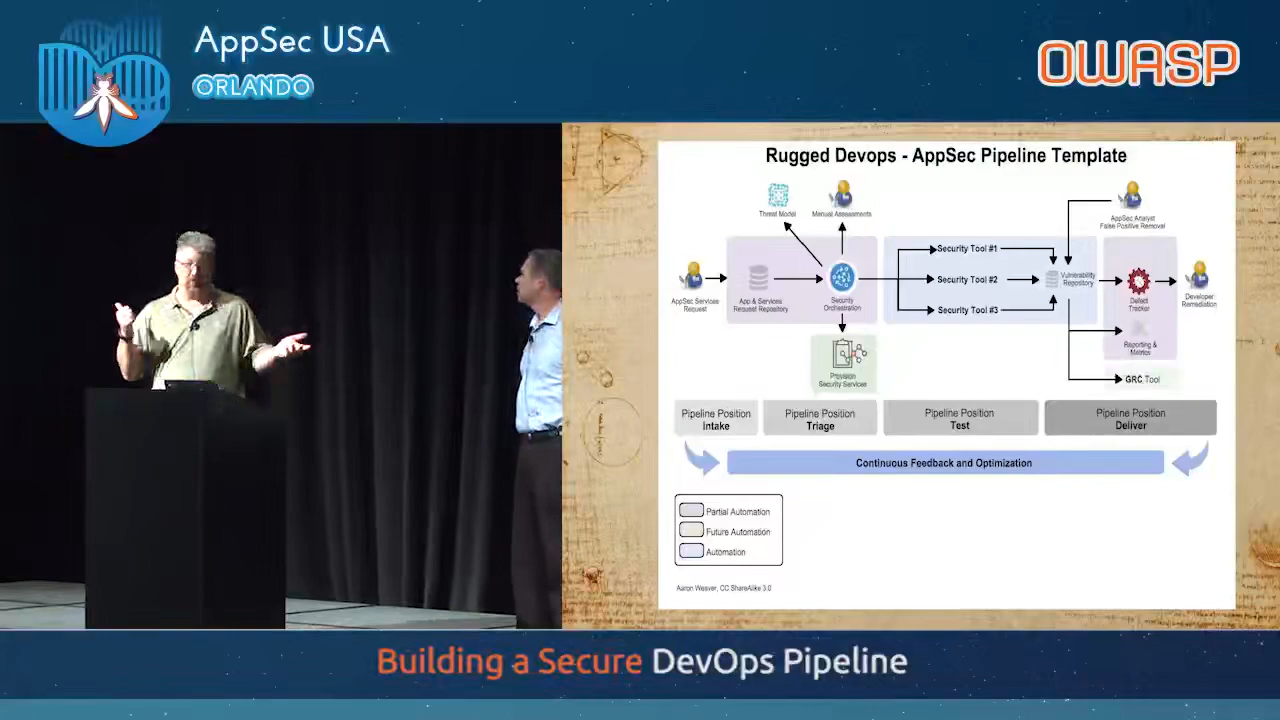 AppSec USA
ORLANDO
OWASP
Rugged Devops - AppSec Pipeline Template
Threat Model
Manual Assessments
AppSec Analyst
False Positive Removal
AppSec Services
Request
App & Services
Request Repository
Security
Orchestration
Security Tool #1
Security Tool #2
Security Tool #3
Vulnerability
Repository
Defect
Tracker
Developer
Remediation
Reporting &
Metrics
GRC Tool
Provision
Security Services
Pipeline Position
Intake
Pipeline Position
Triage
Pipeline Position
Test
Pipeline Position
Deliver
Continuous Feedback and Optimization
Partial Automation
Future Automation
Automation
Aaron Weaver, CC ShareAlike 3.0
Building a Secure DevOps Pipeline